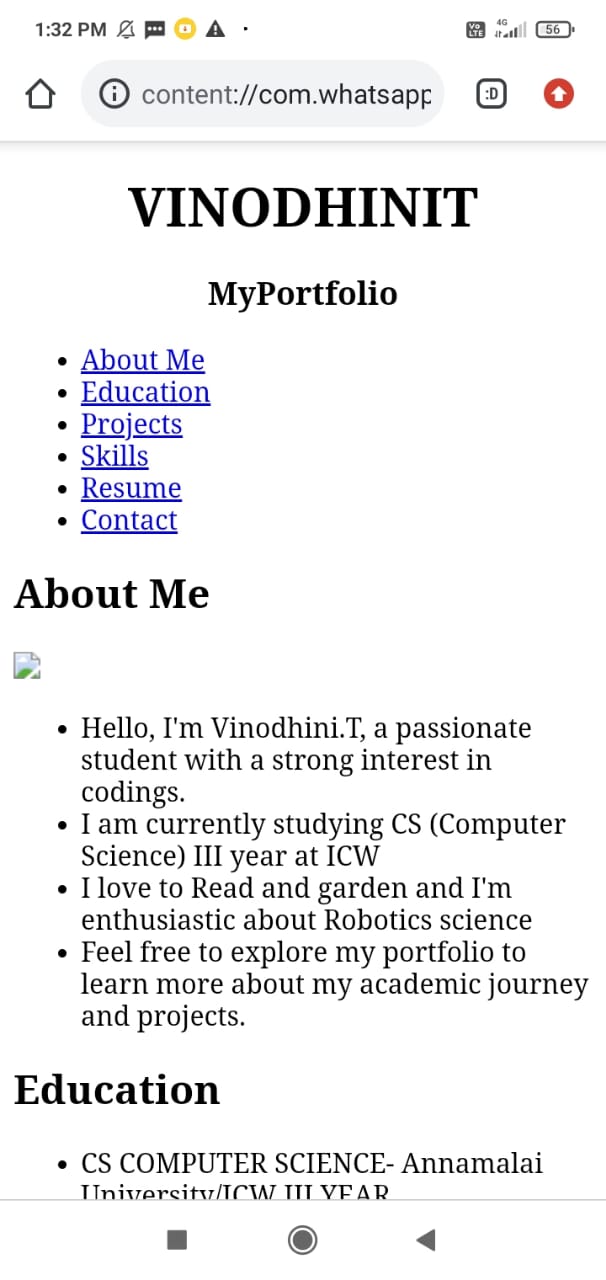 1:32 PM
Vo LTE 4G 56
content://com.whatsapp
:D
VINODHINIT
MyPortfolio
• About Me
• Education
• Projects
• Skills
• Resume
• Contact
About Me
• Hello, I'm Vinodhini.T, a passionate
student with a strong interest in
codings.
• I am currently studying CS (Computer
Science) III year at ICW
• I love to Read and garden and I'm
enthusiastic about Robotics science
• Feel free to explore my portfolio to
learn more about my academic journey
and projects.
Education
• CS COMPUTER SCIENCE- Annamalai
University/ICW III YEAR